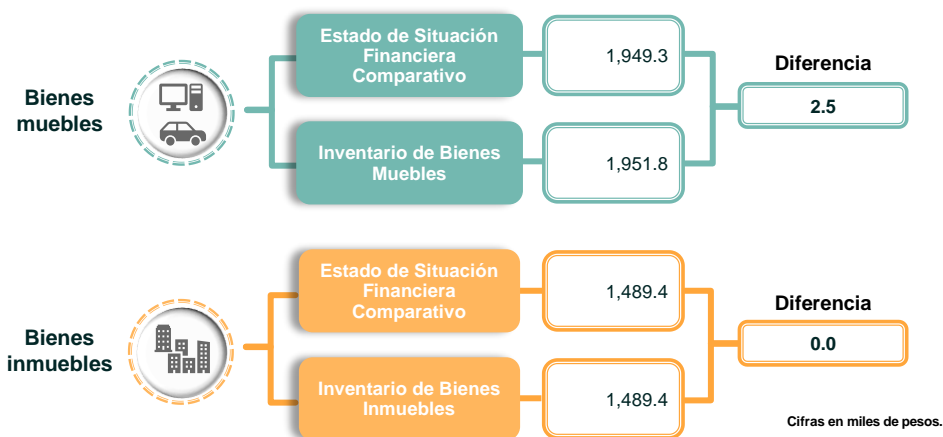 Bienes
muebles
Estado de Situación
Financiera
Comparativo
1,949.3
Inventario de Bienes
Muebles
1,951.8
Diferencia
2.5
Bienes
inmuebles
Estado de Situación
Financiera
Comparativo
1,489.4
Inventario de Bienes
Inmuebles
1,489.4
Diferencia
0.0
Cifras en miles de pesos.